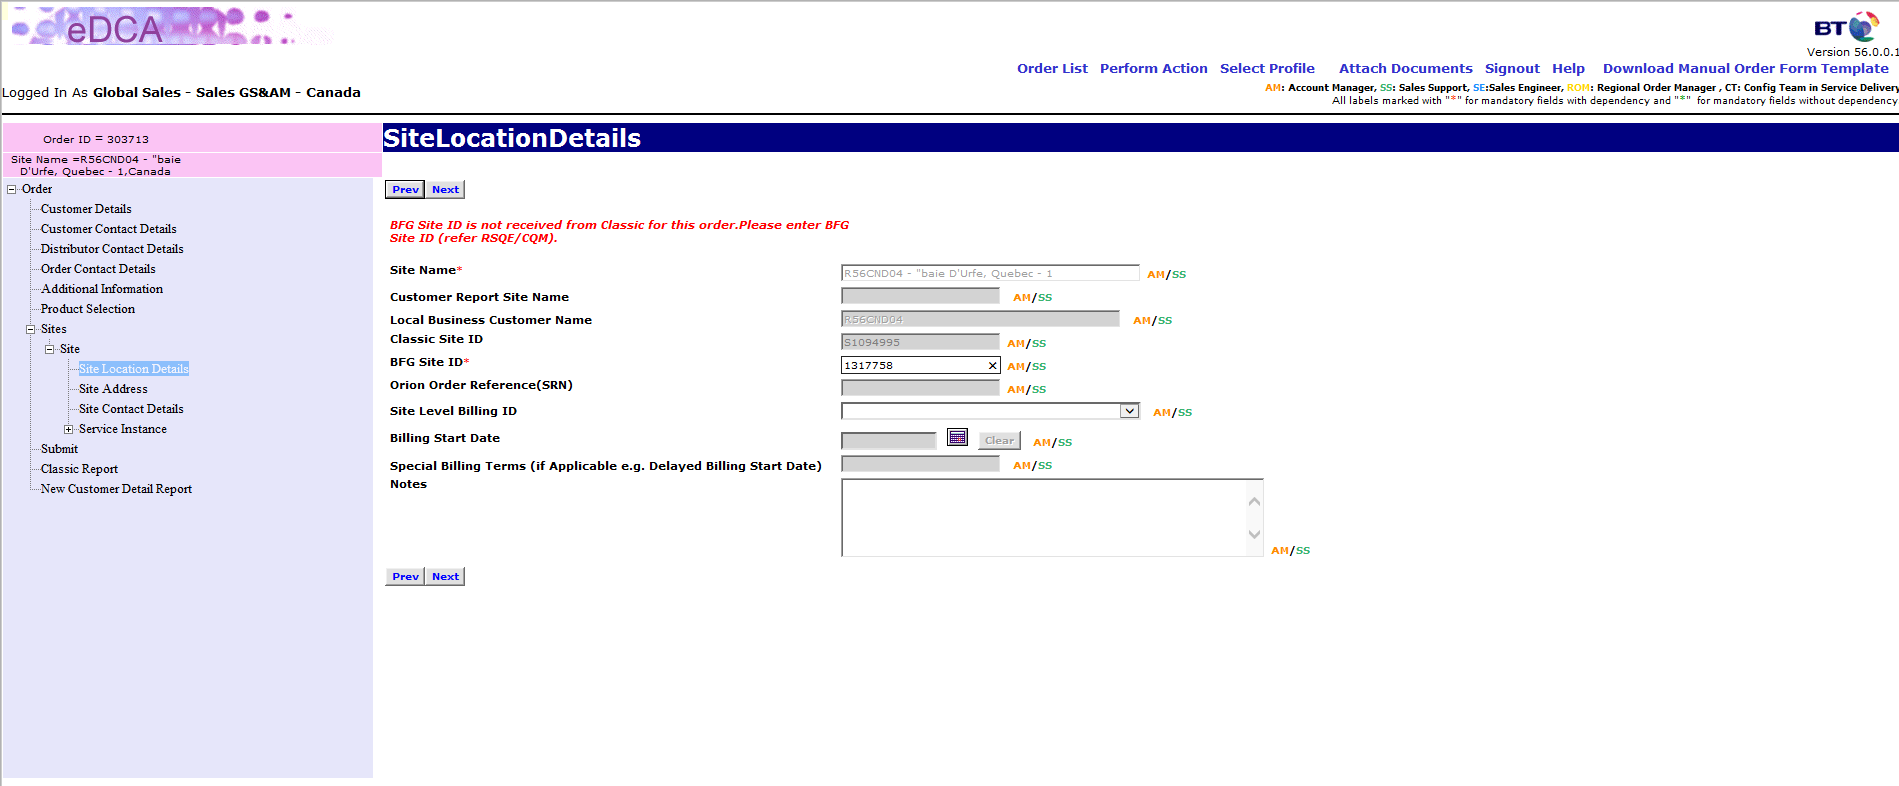 eDCA
BT
Version 56.0.0.1
Order List Perform Action Select Profile Attach Documents Signout Help Download Manual Order Form Template
Logged In As Global Sales - Sales GS&AM - Canada
AM: Account Manager, SS: Sales Support, SE:Sales Engineer, ROM: Regional Order Manager , CT: Config Team in Service Delivery
All labels marked with "*" for mandatory fields with dependency and "*" for mandatory fields without dependency
Order ID = 303713
Site Name =R56CND04 - "baie
D'Urfe, Quebec - 1,Canada
Order
Customer Details
Customer Contact Details
Distributor Contact Details
Order Contact Details
Additional Information
Product Selection
Sites
Site
Site Location Details
Site Address
Site Contact Details
Service Instance
Submit
Classic Report
New Customer Detail Report
SiteLocationDetails
Prev Next
BFG Site ID is not received from Classic for this order.Please enter BFG
Site ID (refer RSQE/CQM).
Site Name* R56CND04 - "baie D'Urfe, Quebec - 1 AM/SS
Customer Report Site Name AM/SS
Local Business Customer Name R56CND04 AM/SS
Classic Site ID S1094995 AM/SS
BFG Site ID* 1317758 AM/SS
Orion Order Reference(SRN) AM/SS
Site Level Billing ID AM/SS
Billing Start Date Clear AM/SS
Special Billing Terms (if Applicable e.g. Delayed Billing Start Date) AM/SS
Notes AM/SS
Prev Next